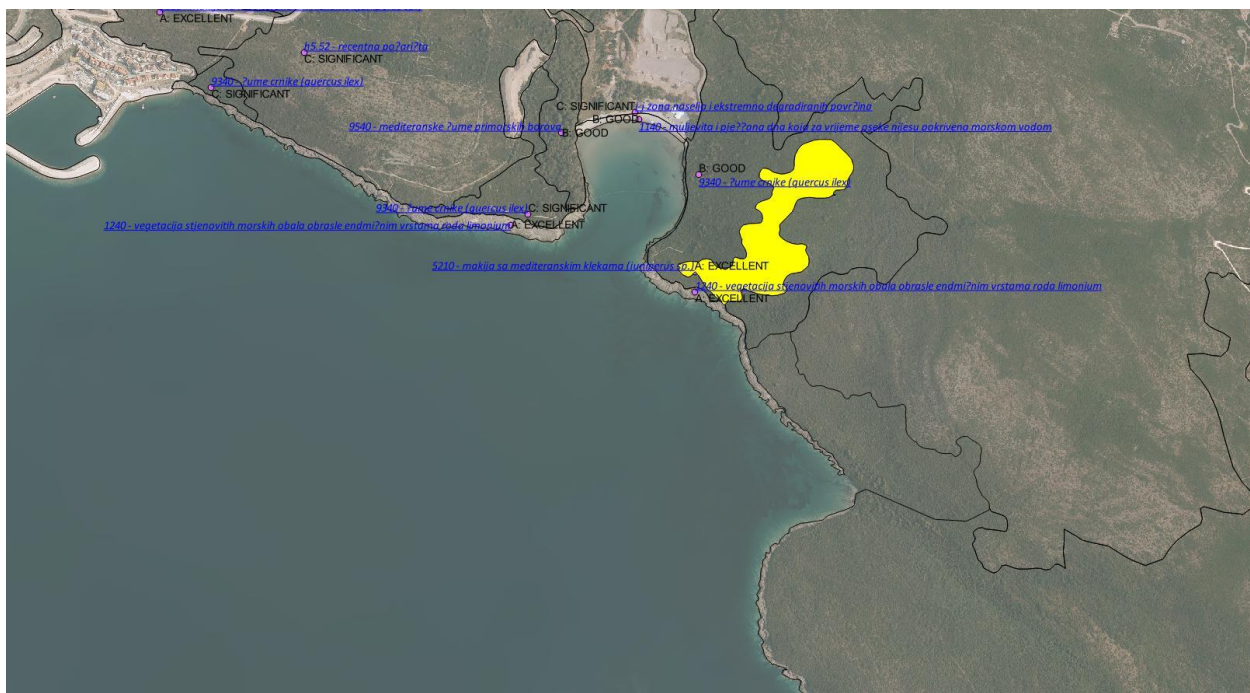 A: EXCELLENT
h5.52 - recentna po?ari?ta
C: SIGNIFICANT
9340 - ?ume crnike (quercus ilex)
C: SIGNIFICANT
C: SIGNIFICANT
j-j zona naselja i ekstremno degradiranih povr?ina
B: GOOD
9540 - mediteranske ?ume primorskih borova
B: GOOD
1140 - muljevita i pje??ana dna koja za vrijeme oseke nijesu pokrivena morskom vodom
B: GOOD
9340 - ?ume crnike (quercus ilex)
9340 - ?ume crnike (quercus ilex)
C: SIGNIFICANT
1240 - vegetacija stjenovitih morskih obala obrasle endmi?nim vrstama roda limonium
A: EXCELLENT
5210 - makija sa mediteranskim klekama (juniperus sp.)
A: EXCELLENT
1240 - vegetacija stjenovitih morskih obala obrasle endmi?nim vrstama roda limonium
A: EXCELLENT